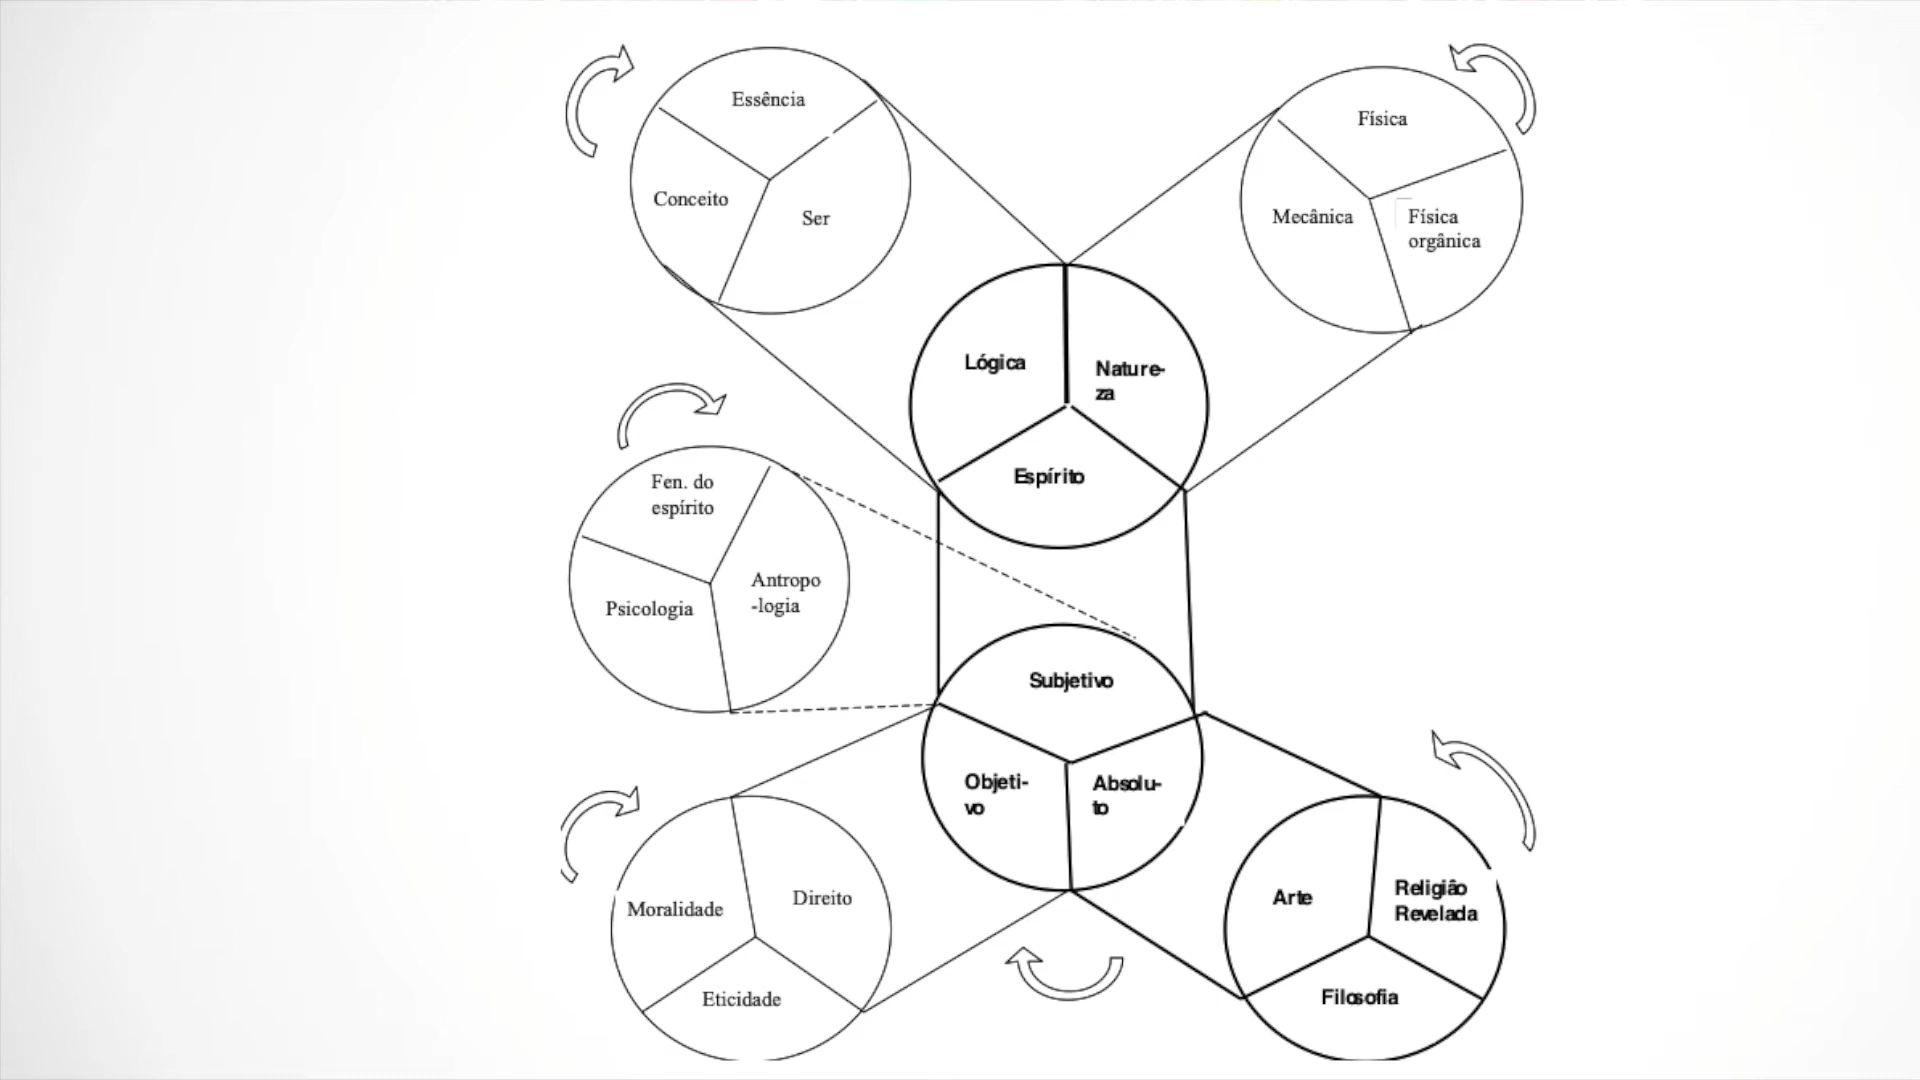 Essência
Conceito
Ser
Física
Mecânica
Física
orgânica
Lógica
Nature-
za
Espírito
Fen. do
espírito
Psicologia
Antropo
-logia
Subjetivo
Objeti-
vo
Absolu-
to
Moralidade
Direito
Eticidade
Arte
Religião
Revelada
Filosofia